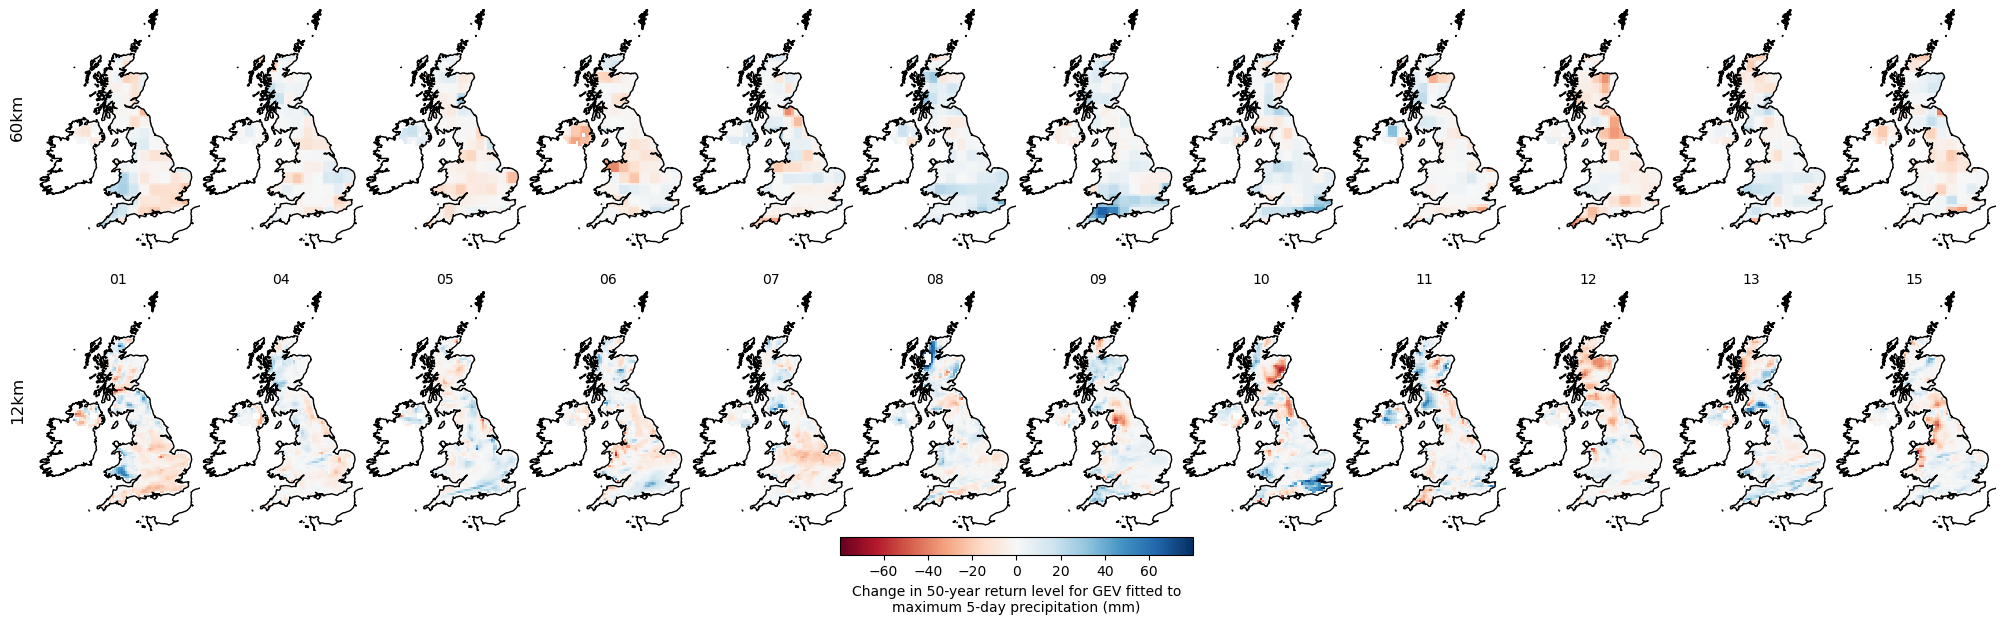 60km
01 04 05 06 07 08 09 10 11 12 13 15
12km
−60 −40 −20 0 20 40 60
Change in 50-year return level for GEV fitted to
maximum 5-day precipitation (mm)